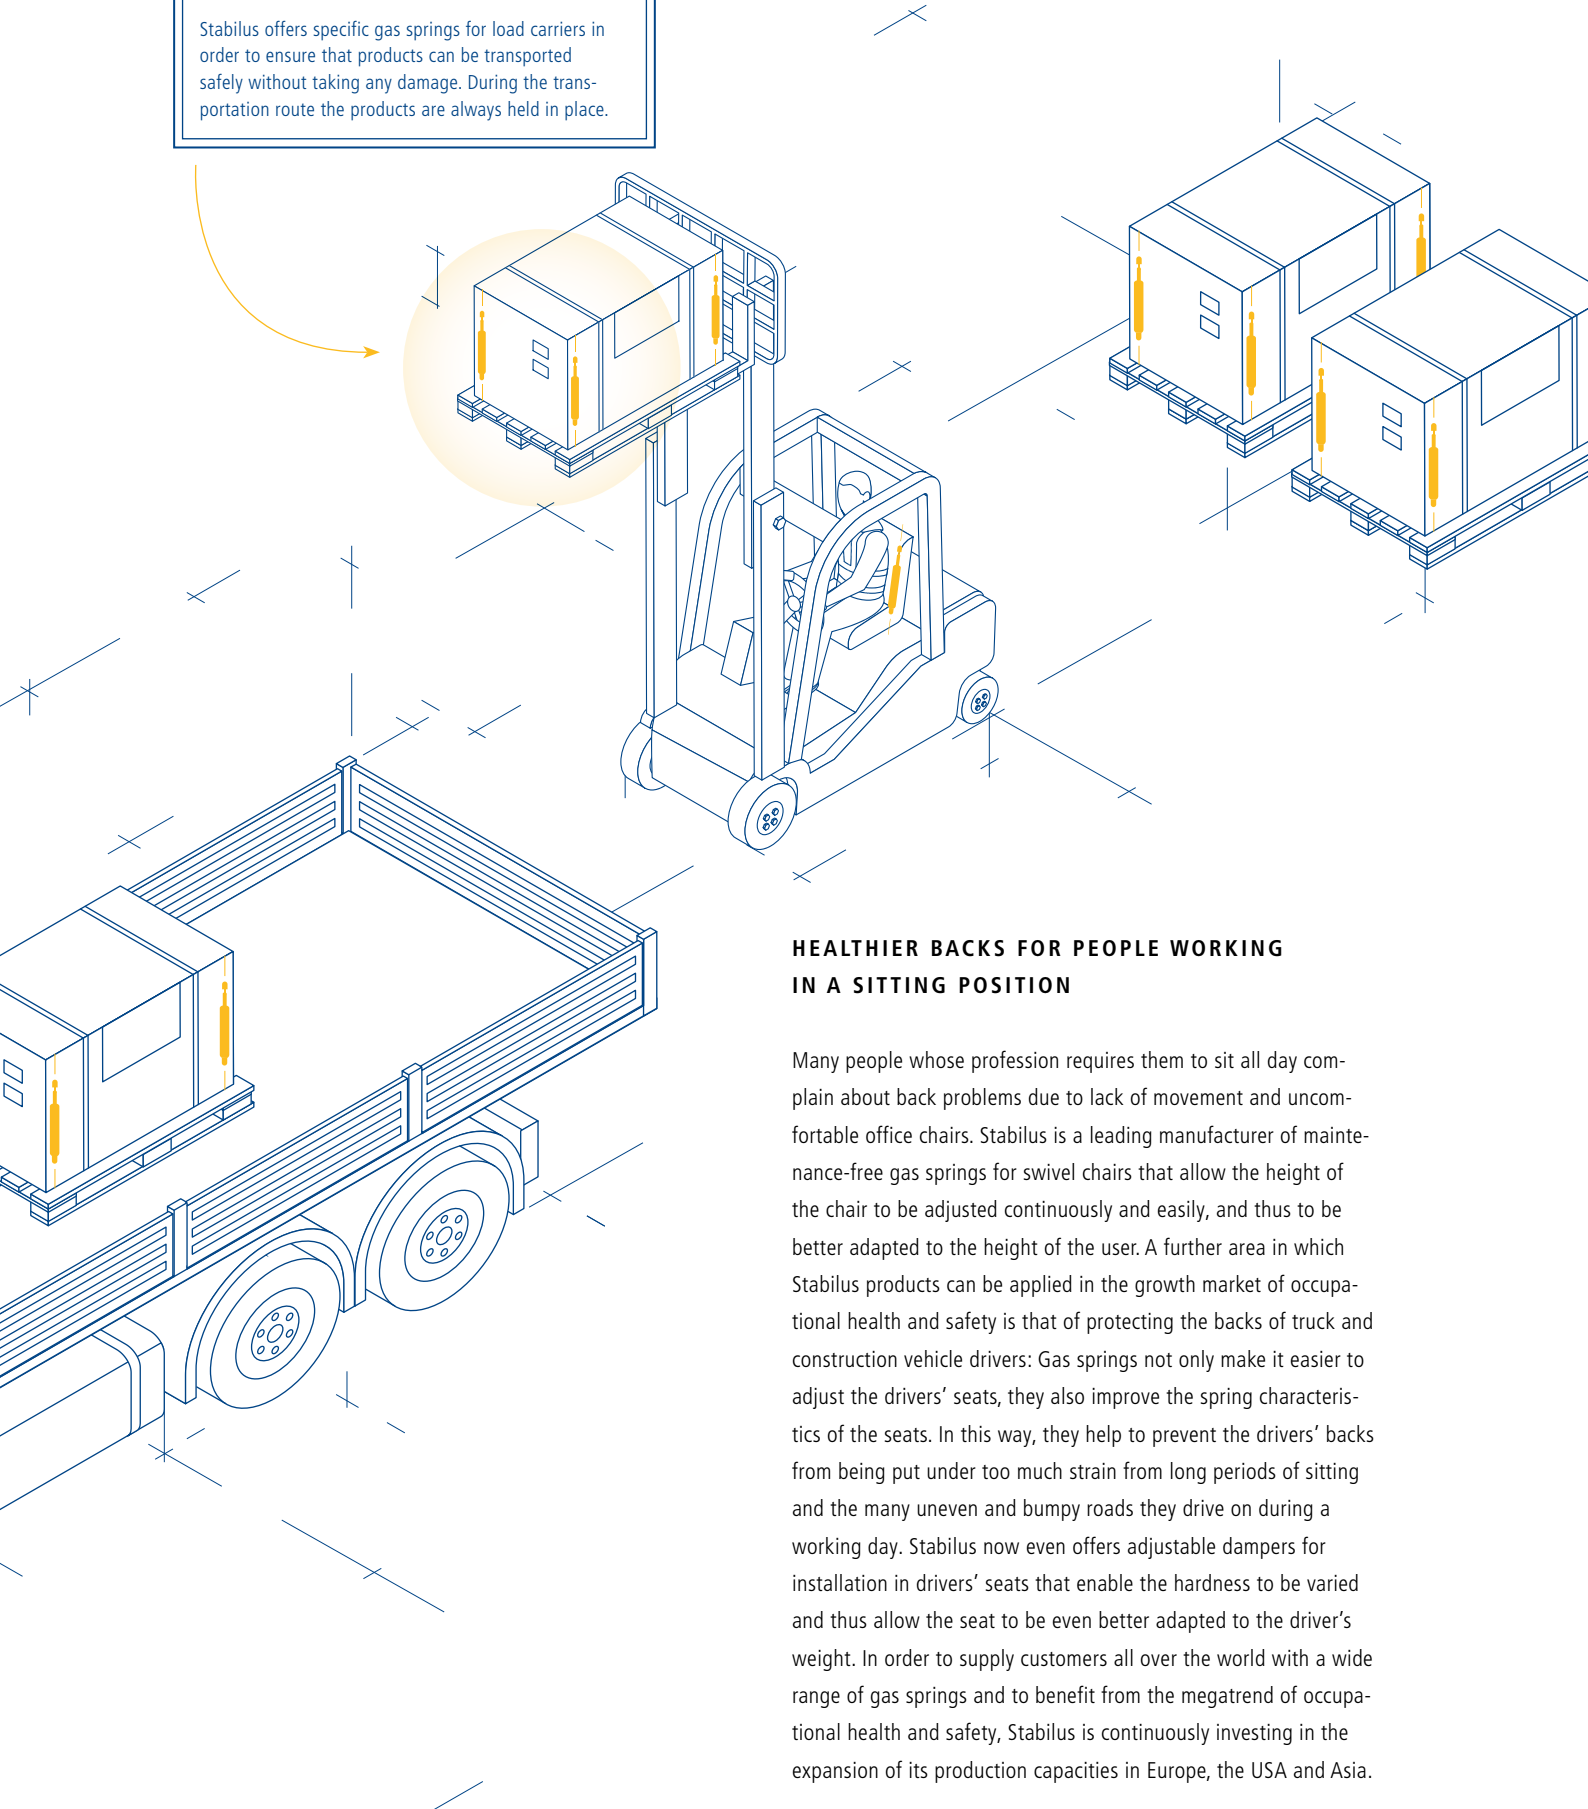 Stabilus offers specific gas springs for load carriers in
order to ensure that products can be transported
safely without taking any damage. During the trans-
portation route the products are always held in place.
HEALTHIER BACKS FOR PEOPLE WORKING
IN A SITTING POSITION
Many people whose profession requires them to sit all day com-
plain about back problems due to lack of movement and uncom-
fortable office chairs. Stabilus is a leading manufacturer of mainte-
nance-free gas springs for swivel chairs that allow the height of
the chair to be adjusted continuously and easily, and thus to be
better adapted to the height of the user. A further area in which
Stabilus products can be applied in the growth market of occupa-
tional health and safety is that of protecting the backs of truck and
construction vehicle drivers: Gas springs not only make it easier to
adjust the drivers’ seats, they also improve the spring characteris-
tics of the seats. In this way, they help to prevent the drivers’ backs
from being put under too much strain from long periods of sitting
and the many uneven and bumpy roads they drive on during a
working day. Stabilus now even offers adjustable dampers for
installation in drivers’ seats that enable the hardness to be varied
and thus allow the seat to be even better adapted to the driver’s
weight. In order to supply customers all over the world with a wide
range of gas springs and to benefit from the megatrend of occupa-
tional health and safety, Stabilus is continuously investing in the
expansion of its production capacities in Europe, the USA and Asia.